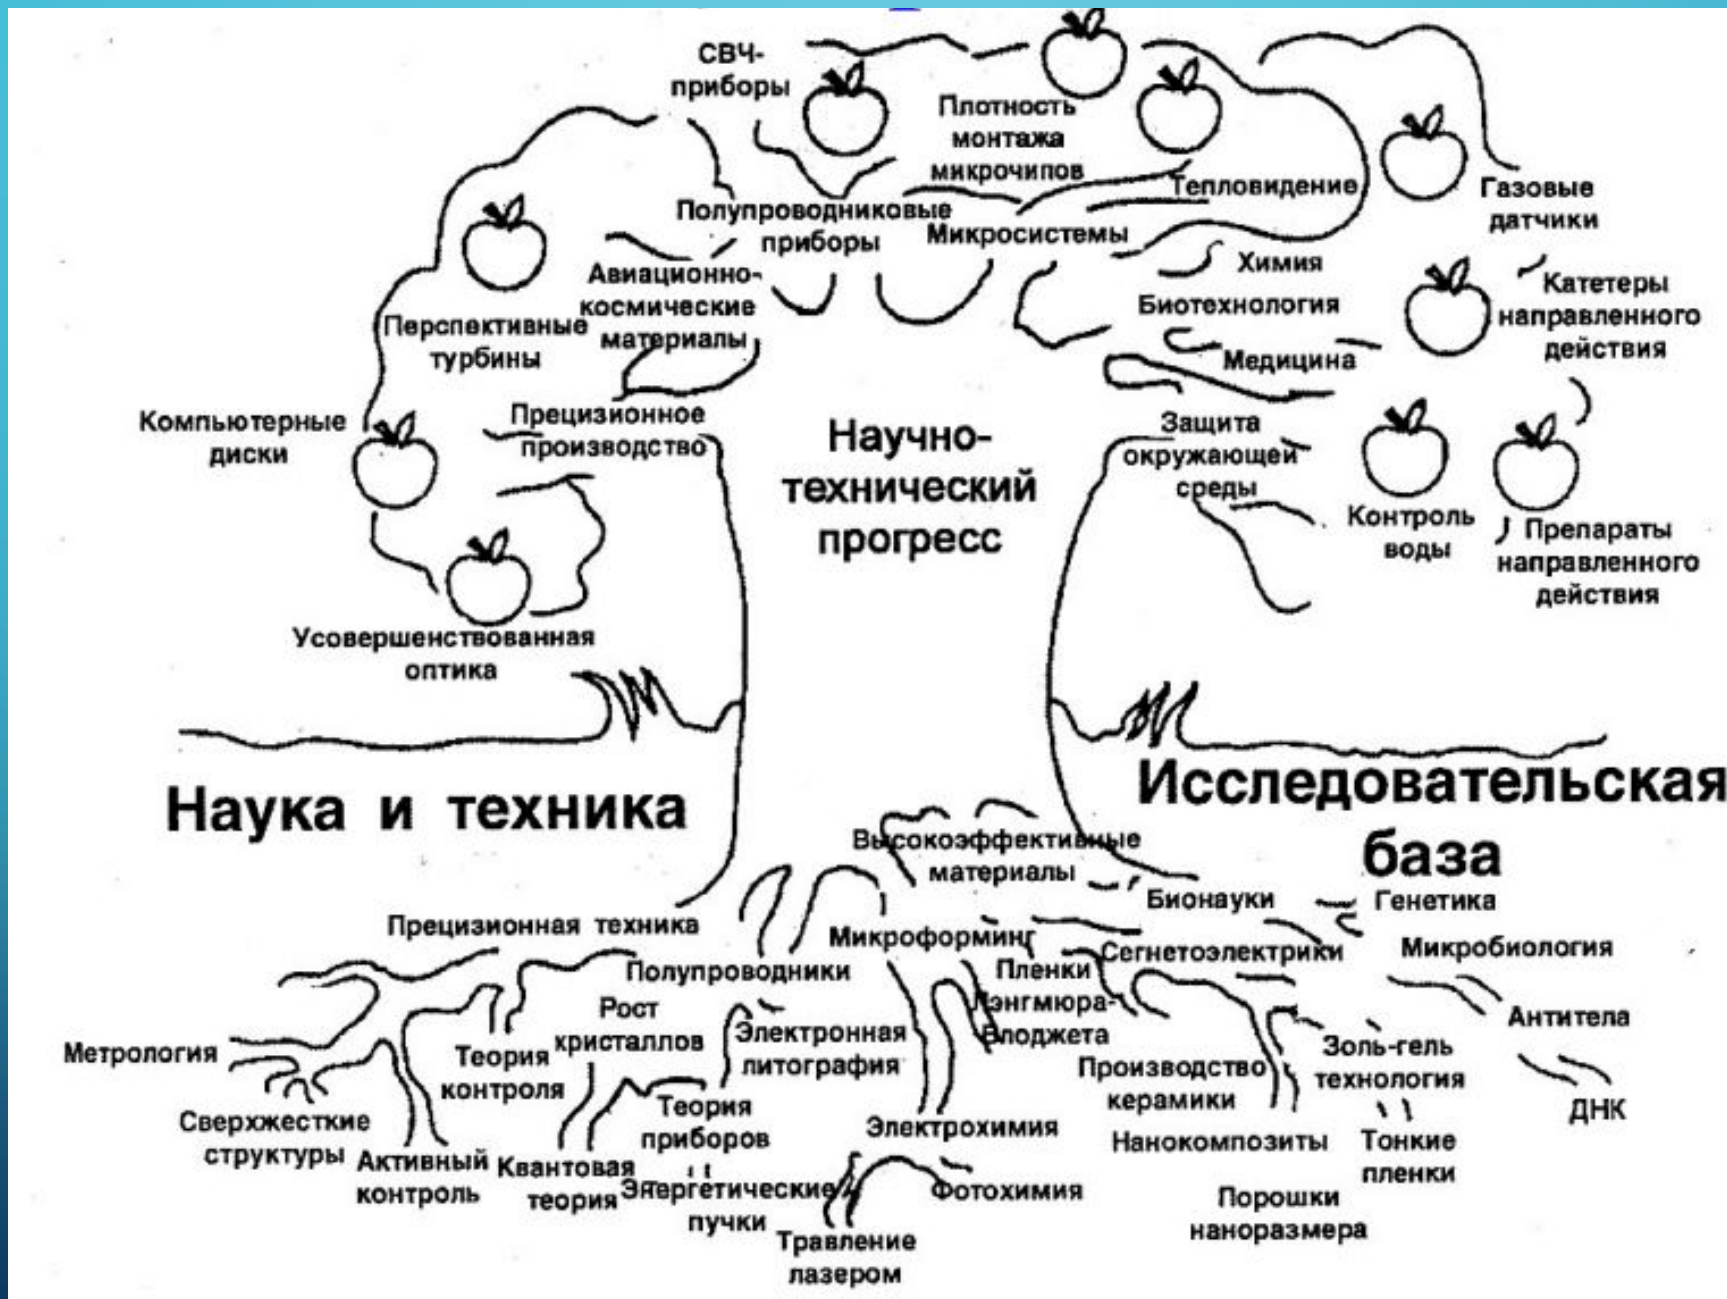 СВЧ-
приборы
Плотность
монтажа
микрочипов
Тепловидение
Газовые
датчики
Полупроводниковые
приборы
Микросистемы
Химия
Авиационно-
космические
материалы
Катетеры
направленного
действия
Биотехнология
Перспективные
турбины
Медицина
Компьютерные
диски
Прецизионное
производство
Научно-
технический
прогресс
Защита
окружающей
среды
Контроль
воды
Препараты
направленного
действия
Усовершенствованная
оптика
Наука и техника
Исследовательская
база
Высокоэффективные
материалы
Бионауки
Генетика
Прецизионная техника
Микроформинг
Сегнетоэлектрики
Микробиология
Полупроводники
Пленки
Лэнгмюра-
Блоджета
Рост
кристаллов
Электронная
литография
Антитела
Метрология
Теория
контроля
Золь-гель
технология
Производство
керамики
ДНК
Сверхжесткие
структуры
Теория
приборов
Электрохимия
Нанокомпозиты
Тонкие
пленки
Активный
контроль
Квантовая
теория
Энергетические
пучки
Фотохимия
Порошки
наноразмера
Травление
лазером